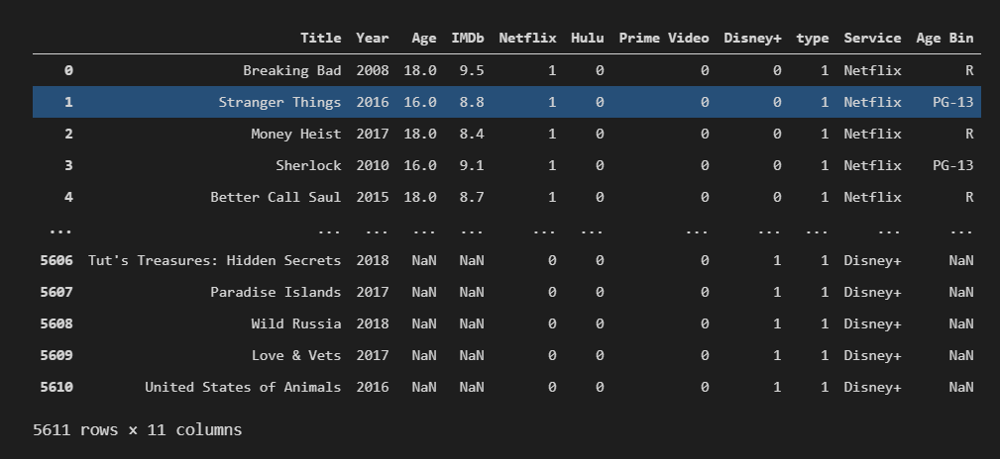 Title Year Age IMDb Netflix Hulu Prime Video Disney+ type Service Age Bin
0 Breaking Bad 2008 18.0 9.5 1 0 0 0 1 Netflix R
1 Stranger Things 2016 16.0 8.8 1 0 0 0 1 Netflix PG-13
2 Money Heist 2017 18.0 8.4 1 0 0 0 1 Netflix R
3 Sherlock 2010 16.0 9.1 1 0 0 0 1 Netflix PG-13
4 Better Call Saul 2015 18.0 8.7 1 0 0 0 1 Netflix R
... ... ... ... ... ... ... ... ... ... ... ...
5606 Tut's Treasures: Hidden Secrets 2018 NaN NaN 0 0 0 1 1 Disney+ NaN
5607 Paradise Islands 2017 NaN NaN 0 0 0 1 1 Disney+ NaN
5608 Wild Russia 2018 NaN NaN 0 0 0 1 1 Disney+ NaN
5609 Love & Vets 2017 NaN NaN 0 0 0 1 1 Disney+ NaN
5610 United States of Animals 2016 NaN NaN 0 0 0 1 1 Disney+ NaN
5611 rows × 11 columns